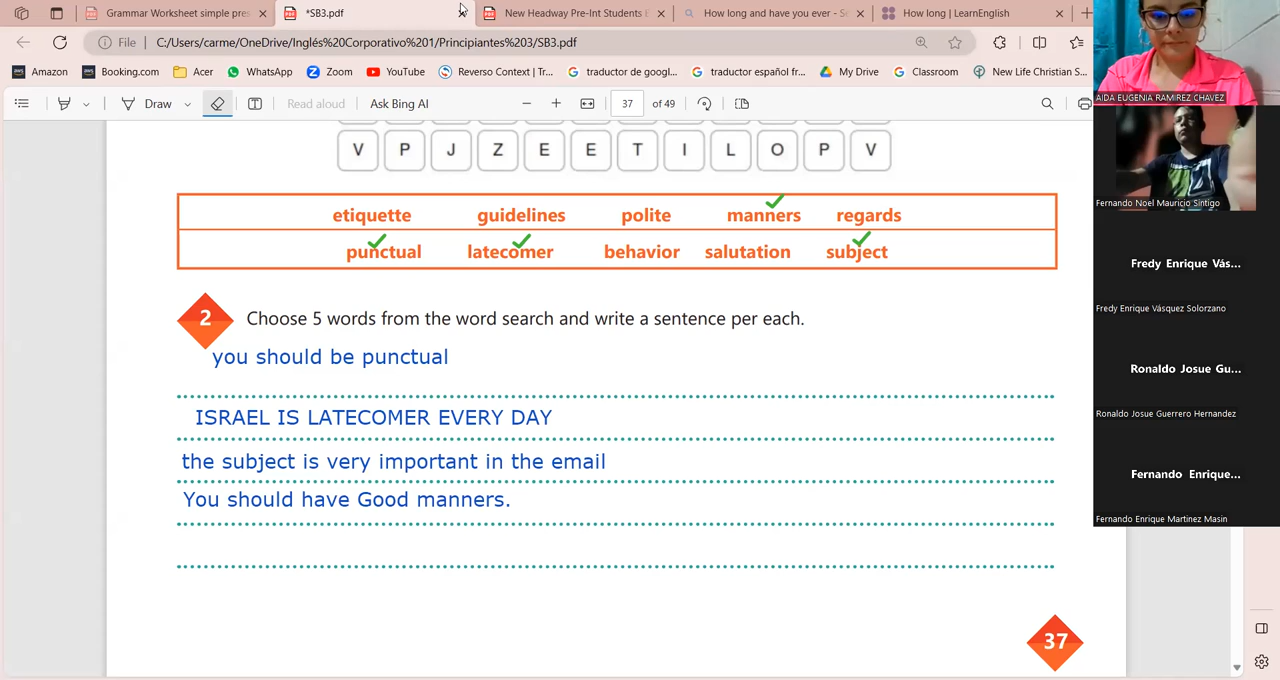 Grammar Worksheet simple pres
*SB3.pdf
New Headway Pre-Int Students B
How long and have you ever - Se
How long | LearnEnglish
File
C:/Users/carme/OneDrive/Inglés%20Corporativo%201/Principiantes%203/SB3.pdf
Amazon
Booking.com
Acer
WhatsApp
Zoom
YouTube
Reverso Context | Tr...
traductor de googl...
traductor español fr...
My Drive
Classroom
New Life Christian S...
Draw
Read aloud
Ask Bing AI
37 of 49
V P J Z E E T I L O P V
etiquette guidelines polite manners regards
punctual latecomer behavior salutation subject
2 Choose 5 words from the word search and write a sentence per each.
you should be punctual
ISRAEL IS LATECOMER EVERY DAY
the subject is very important in the email
You should have Good manners.
37
AIDA EUGENIA RAMIREZ CHAVEZ
Fernando Noel Mauricio Sintigo
Fredy Enrique Vás...
Fredy Enrique Vásquez Solorzano
Ronaldo Josue Gu...
Ronaldo Josue Guerrero Hernandez
Fernando Enrique...
Fernando Enrique Martinez Masin